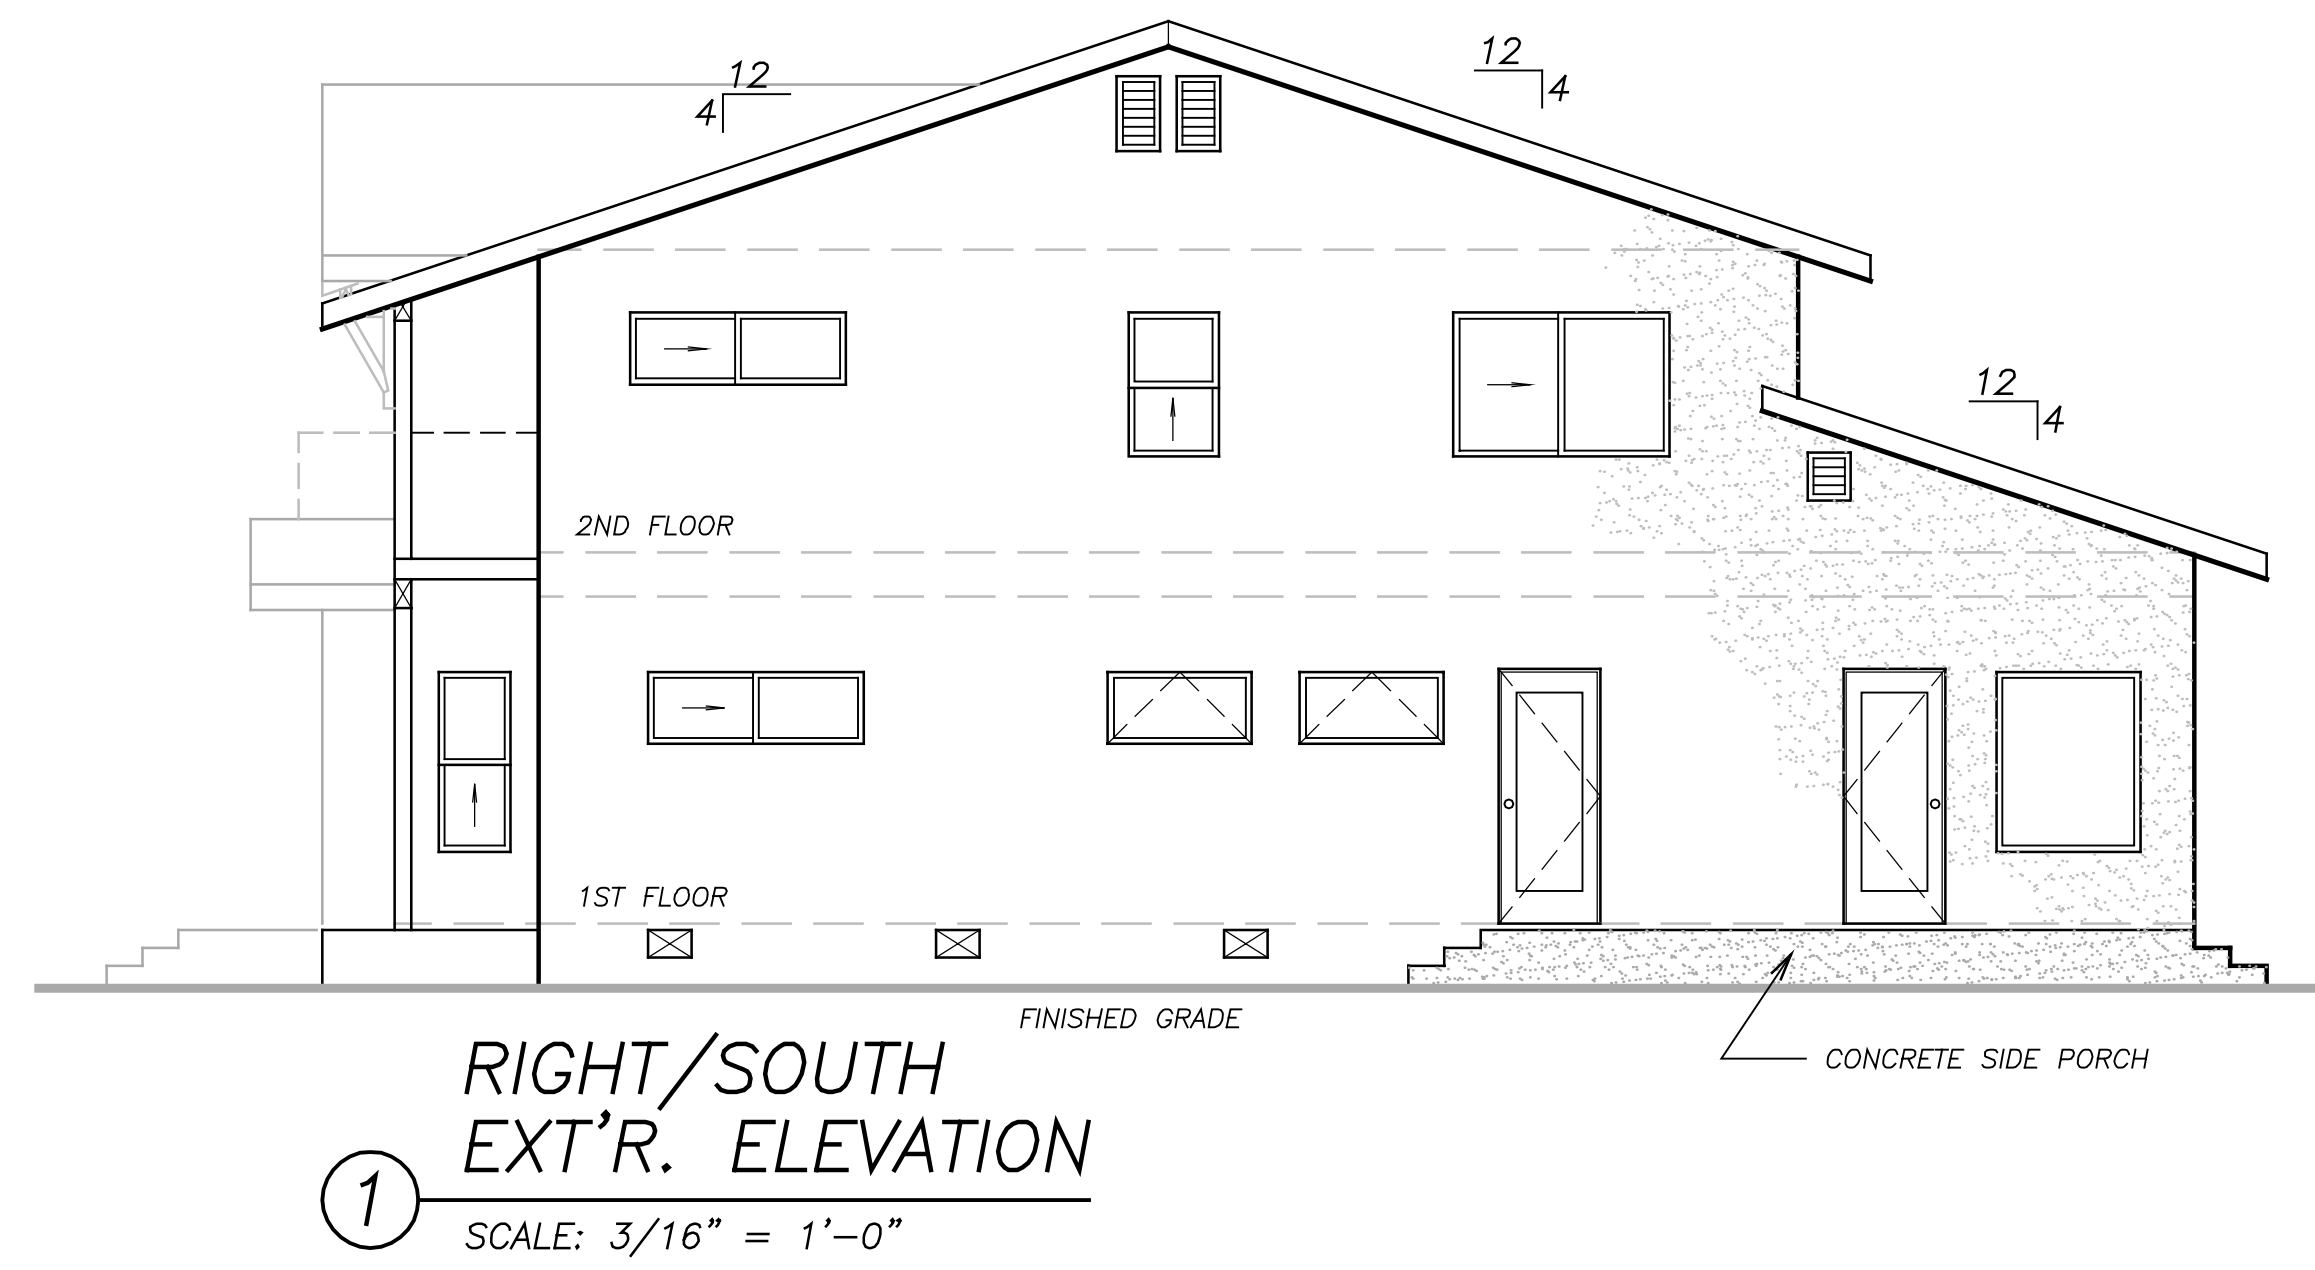 12
4
12
4
12
4
2ND FLOOR
1ST FLOOR
FINISHED GRADE
CONCRETE SIDE PORCH
RIGHT/SOUTH
EXT'R. ELEVATION
1
SCALE: 3/16" = 1'-0"